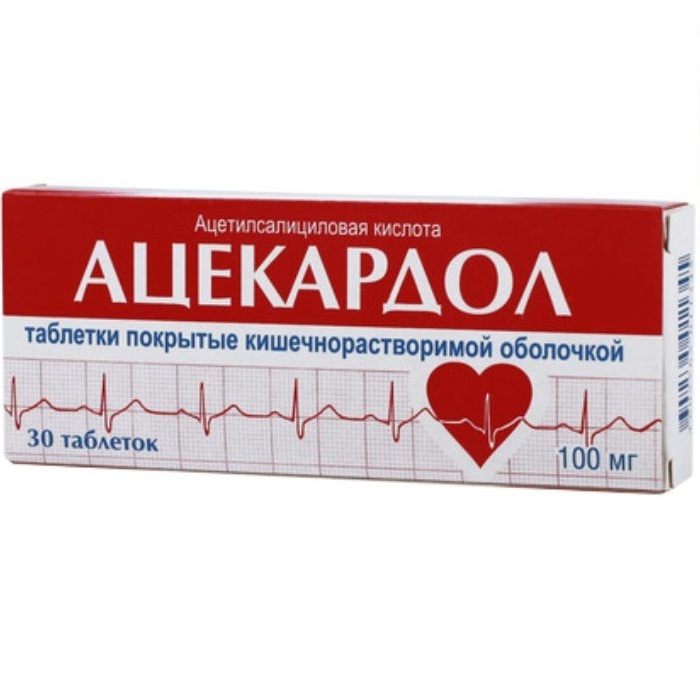 Ацетилсалициловая кислота
АЦЕКАРДОЛ
таблетки покрытые кишечнорастворимой оболочкой
30 таблеток
100 мг